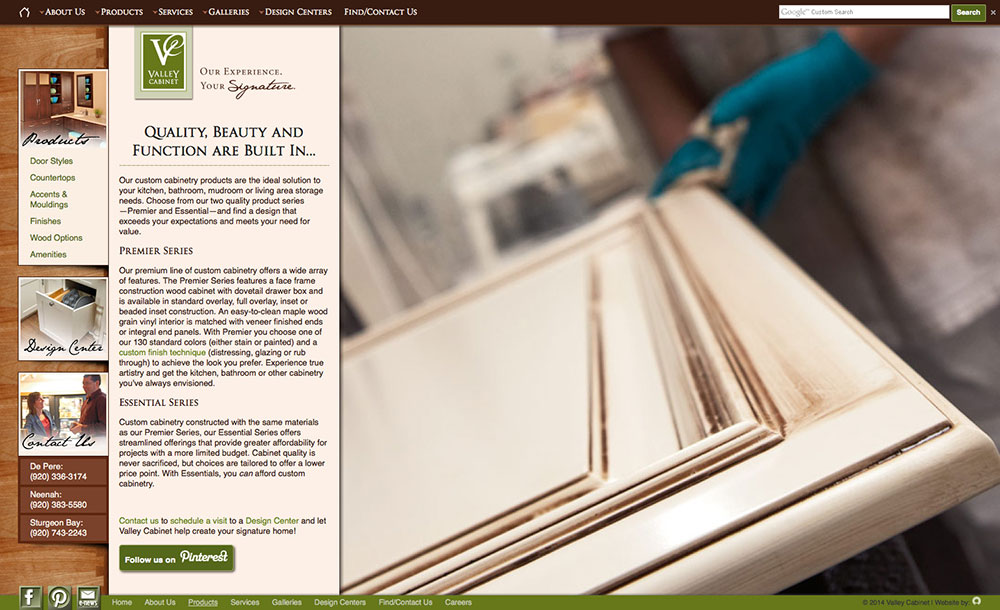 About Us Products Services Galleries Design Centers Find/Contact Us
Google™ Custom Search Search ×
VALLEY
CABINET
Our Experience.
Your Signature.
Products
Door Styles
Countertops
Accents &
Mouldings
Finishes
Wood Options
Amenities
Design Center
Contact Us
De Pere:
(920) 336-3174
Neenah:
(920) 383-5580
Sturgeon Bay:
(920) 743-2243
Quality, Beauty and
Function are Built In...
Our custom cabinetry products are the ideal solution to
your kitchen, bathroom, mudroom or living area storage
needs. Choose from our two quality product series
—Premier and Essential—and find a design that
exceeds your expectations and meets your need for
value.
Premier Series
Our premium line of custom cabinetry offers a wide array
of features. The Premier Series features a face frame
construction wood cabinet with dovetail drawer box and
is available in standard overlay, full overlay, inset or
beaded inset construction. An easy-to-clean maple wood
grain vinyl interior is matched with veneer finished ends
or integral end panels. With Premier you choose one of
our 130 standard colors (either stain or painted) and a
custom finish technique (distressing, glazing or rub
through) to achieve the look you prefer. Experience true
artistry and get the kitchen, bathroom or other cabinetry
you've always envisioned.
Essential Series
Custom cabinetry constructed with the same materials
as our Premier Series, our Essential Series offers
streamlined offerings that provide greater affordability for
projects with a more limited budget. Cabinet quality is
never sacrificed, but choices are tailored to offer a lower
price point. With Essentials, you can afford custom
cabinetry.
Contact us to schedule a visit to a Design Center and let
Valley Cabinet help create your signature home!
Follow us on Pinterest
e-news
Home About Us Products Services Galleries Design Centers Find/Contact Us Careers
© 2014 Valley Cabinet | Website by